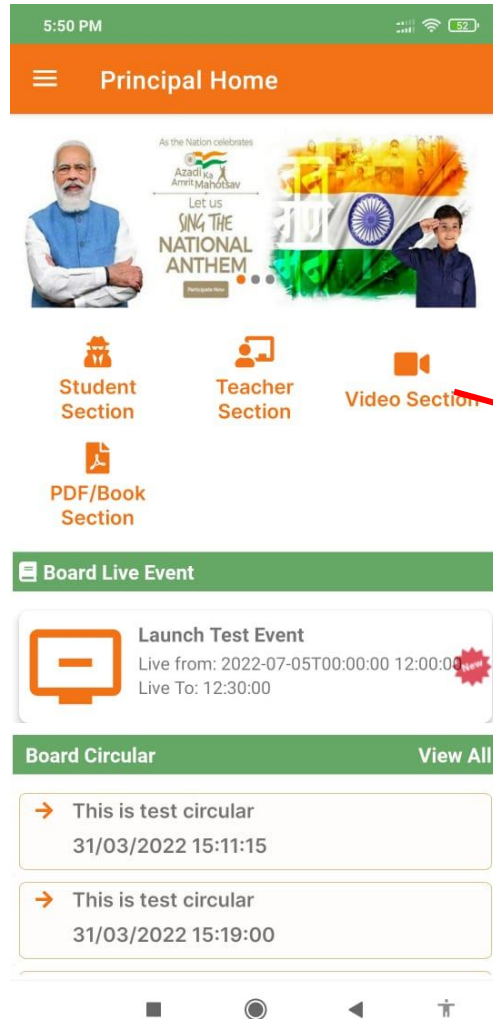 5:50 PM
52
Principal Home
As the Nation celebrates
Azadi Ka
Amrit Mahotsav
Let us
SING THE
NATIONAL
ANTHEM
Participate Now
जन
गण
Student
Section
Teacher
Section
Video Section
PDF/Book
Section
Board Live Event
Launch Test Event
Live from: 2022-07-05T00:00:00 12:00:00
New
Live To: 12:30:00
Board Circular View All
This is test circular
31/03/2022 15:11:15
This is test circular
31/03/2022 15:19:00